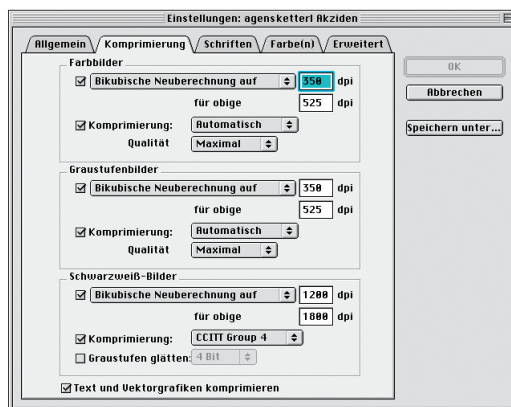 Einstellungen: agensketterl Akziden
Allgemein Komprimierung Schriften Farbe(n) Erweitert
Farbbilder
Bikubische Neuberechnung auf 350 dpi
für obige 525 dpi
Komprimierung: Automatisch
Qualität Maximal
Graustufenbilder
Bikubische Neuberechnung auf 350 dpi
für obige 525 dpi
Komprimierung: Automatisch
Qualität Maximal
Schwarzweiß-Bilder
Bikubische Neuberechnung auf 1200 dpi
für obige 1800 dpi
Komprimierung: CCITT Group 4
Graustufen glätten: 4 Bit
Text und Vektorgrafiken komprimieren
OK
Abbrechen
Speichern unter...